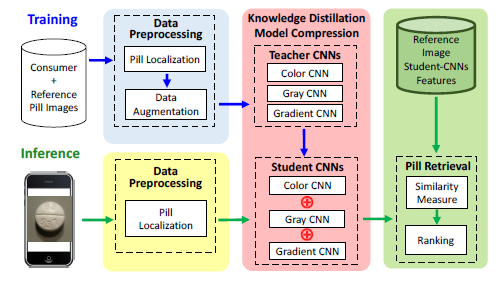 Training
Consumer
+
Reference
Pill Images
Data
Preprocessing
Pill Localization
Data
Augmentation
Knowledge Distillation
Model Compression
Teacher CNNs
Color CNN
Gray CNN
Gradient CNN
Reference
Image
Student-CNNs
Features
Inference
Data
Preprocessing
Pill
Localization
Student CNNs
Color CNN
Gray CNN
Gradient CNN
Pill Retrieval
Similarity
Measure
Ranking